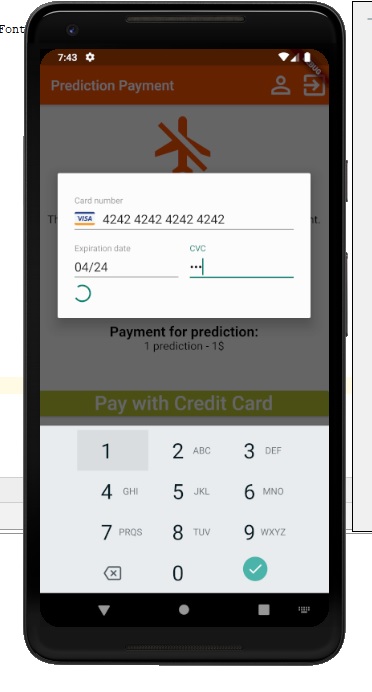 Font
7:43
Prediction Payment
Card number
VISA 4242 4242 4242 4242
Expiration date CVC
04/24 •••
Th nt.
Payment for prediction:
1 prediction - 1$
Pay with Credit Card
1 2 ABC 3 DEF
4 GHI 5 JKL 6 MNO
7 PRQS 8 TUV 9 WXYZ
0